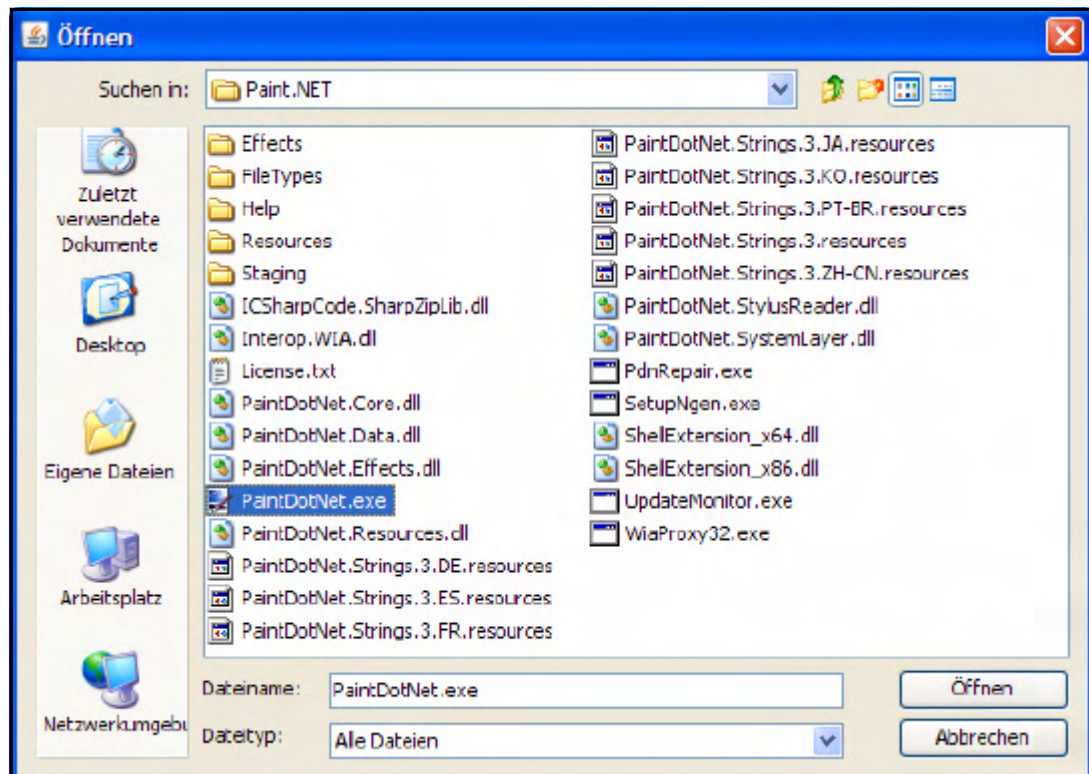 Öffnen
Suchen in: Paint.NET
Zuletzt
verwendete
Dokumente
Desktop
Eigene Dateien
Arbeitsplatz
Netzwerkumgebu
Effects
FileTypes
Help
Resources
Staging
ICSharpCode.SharpZipLib.dll
Interop.WIA.dll
License.txt
PaintDotNet.Core.dll
PaintDotNet.Data.dll
PaintDotNet.Effects.dll
PaintDotNet.exe
PaintDotNet.Resources.dll
PaintDotNet.Strings.3.DE.resources
PaintDotNet.Strings.3.ES.resources
PaintDotNet.Strings.3.FR.resources
PaintDotNet.Strings.3.JA.resources
PaintDotNet.Strings.3.KO.resources
PaintDotNet.Strings.3.PT-BR.resources
PaintDotNet.Strings.3.resources
PaintDotNet.Strings.3.ZH-CN.resources
PaintDotNet.StylusReader.dll
PaintDotNet.SystemLayer.dll
PdnRepair.exe
SetupNgen.exe
ShellExtension_x64.dll
ShellExtension_x86.dll
UpdateMonitor.exe
WiaProxy32.exe
Dateiname: PaintDotNet.exe
Öffnen
Dateityp: Alle Dateien
Abbrechen